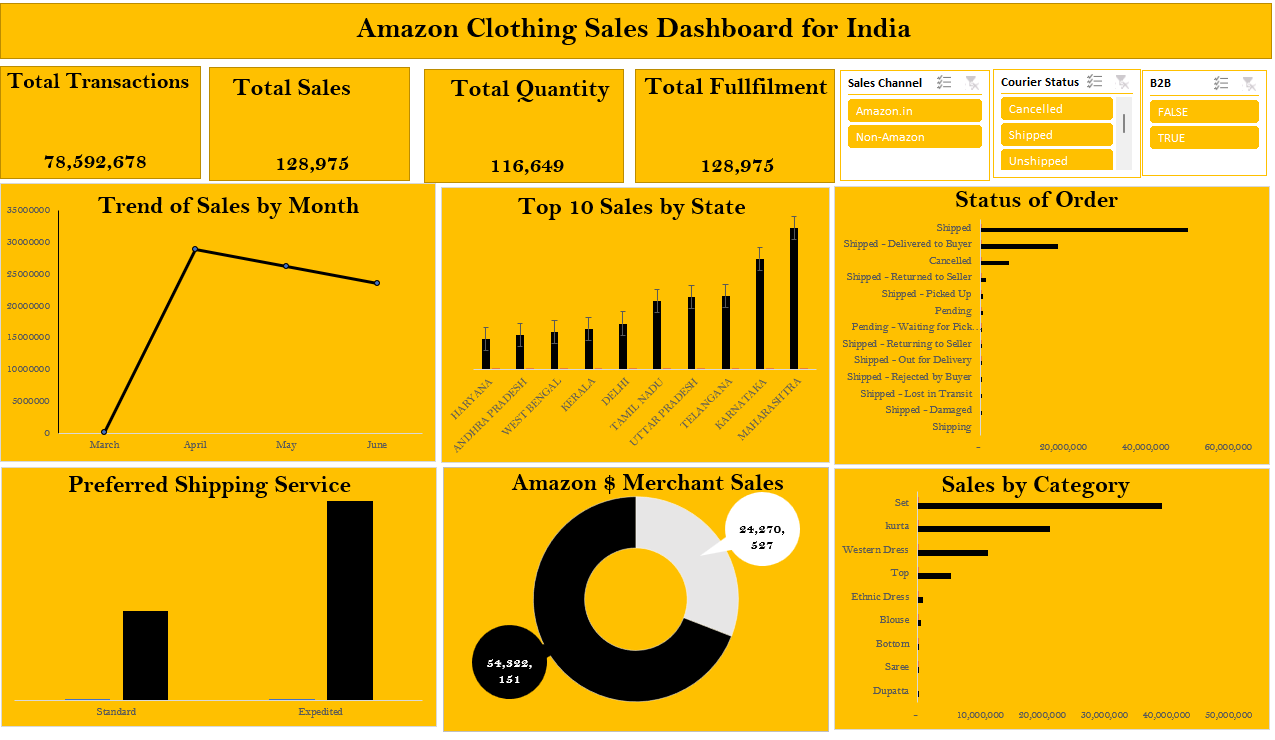 Amazon Clothing Sales Dashboard for India
Total Transactions
78,592,678
Total Sales
128,975
Total Quantity
116,649
Total Fullfilment
128,975
Sales Channel
Amazon.in
Non-Amazon
Courier Status
Cancelled
Shipped
Unshipped
B2B
FALSE
TRUE
Trend of Sales by Month
35000000
30000000
25000000
20000000
15000000
10000000
5000000
0
March
April
May
June
Top 10 Sales by State
HARYANA
ANDHRA PRADESH
WEST BENGAL
KERALA
DELHI
TAMIL NADU
UTTAR PRADESH
TELANGANA
KARNATAKA
MAHARASHTRA
Status of Order
Shipped
Shipped - Delivered to Buyer
Cancelled
Shipped - Returned to Seller
Shipped - Picked Up
Pending
Pending - Waiting for Pick…
Shipped - Returning to Seller
Shipped - Out for Delivery
Shipped - Rejected by Buyer
Shipped - Lost in Transit
Shipped - Damaged
Shipping
- 20,000,000 40,000,000 60,000,000
Preferred Shipping Service
Standard
Expedited
Amazon $ Merchant Sales
24,270,
527
54,322,
151
Sales by Category
Set
kurta
Western Dress
Top
Ethnic Dress
Blouse
Bottom
Saree
Dupatta
- 10,000,000 20,000,000 30,000,000 40,000,000 50,000,000